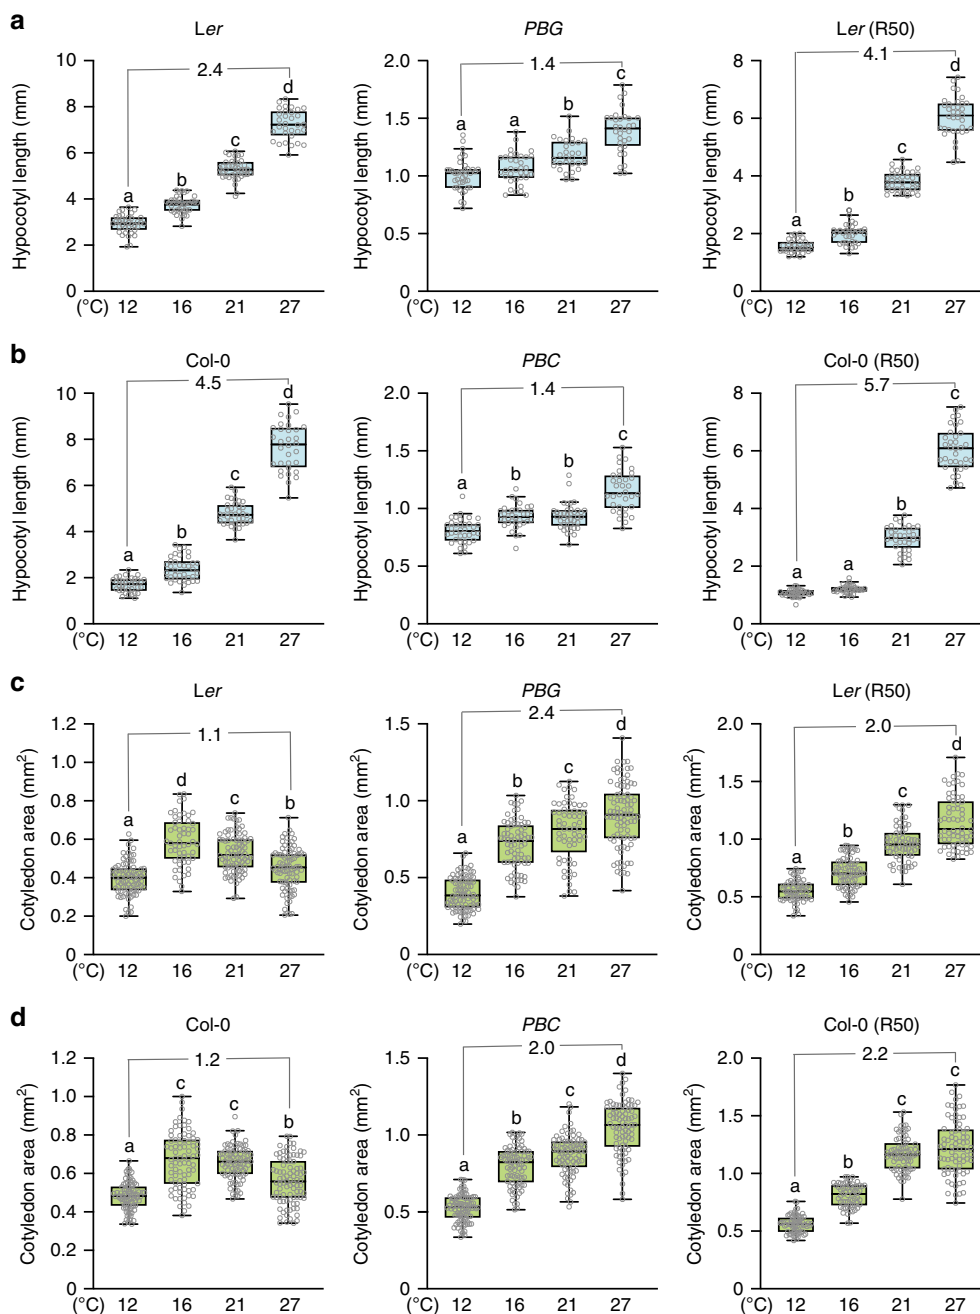 a
Ler PBG Ler (R50)
Hypocotyl length (mm)
10
8
6
4
2
0
2.4
a b c d
(°C) 12 16 21 27
Hypocotyl length (mm)
2.0
1.5
1.0
0.5
0
1.4
a a b c
(°C) 12 16 21 27
Hypocotyl length (mm)
8
6
4
2
0
4.1
a b c d
(°C) 12 16 21 27
b
Col-0 PBC Col-0 (R50)
Hypocotyl length (mm)
10
8
6
4
2
0
4.5
a b c d
(°C) 12 16 21 27
Hypocotyl length (mm)
2.0
1.5
1.0
0.5
0
1.4
a b b c
(°C) 12 16 21 27
Hypocotyl length (mm)
8
6
4
2
0
5.7
a a b c
(°C) 12 16 21 27
c
Ler PBG Ler (R50)
Cotyledon area (mm²)
1.2
1.0
0.8
0.6
0.4
0.2
0
1.1
a d c b
(°C) 12 16 21 27
Cotyledon area (mm²)
1.5
1.0
0.5
0
2.4
a b c d
(°C) 12 16 21 27
Cotyledon area (mm²)
2.0
1.5
1.0
0.5
0
2.0
a b c d
(°C) 12 16 21 27
d
Col-0 PBC Col-0 (R50)
Cotyledon area (mm²)
1.2
1.0
0.8
0.6
0.4
0.2
0
1.2
a c c b
(°C) 12 16 21 27
Cotyledon area (mm²)
1.5
1.0
0.5
0
2.0
a b c d
(°C) 12 16 21 27
Cotyledon area (mm²)
2.0
1.5
1.0
0.5
0
2.2
a b c c
(°C) 12 16 21 27